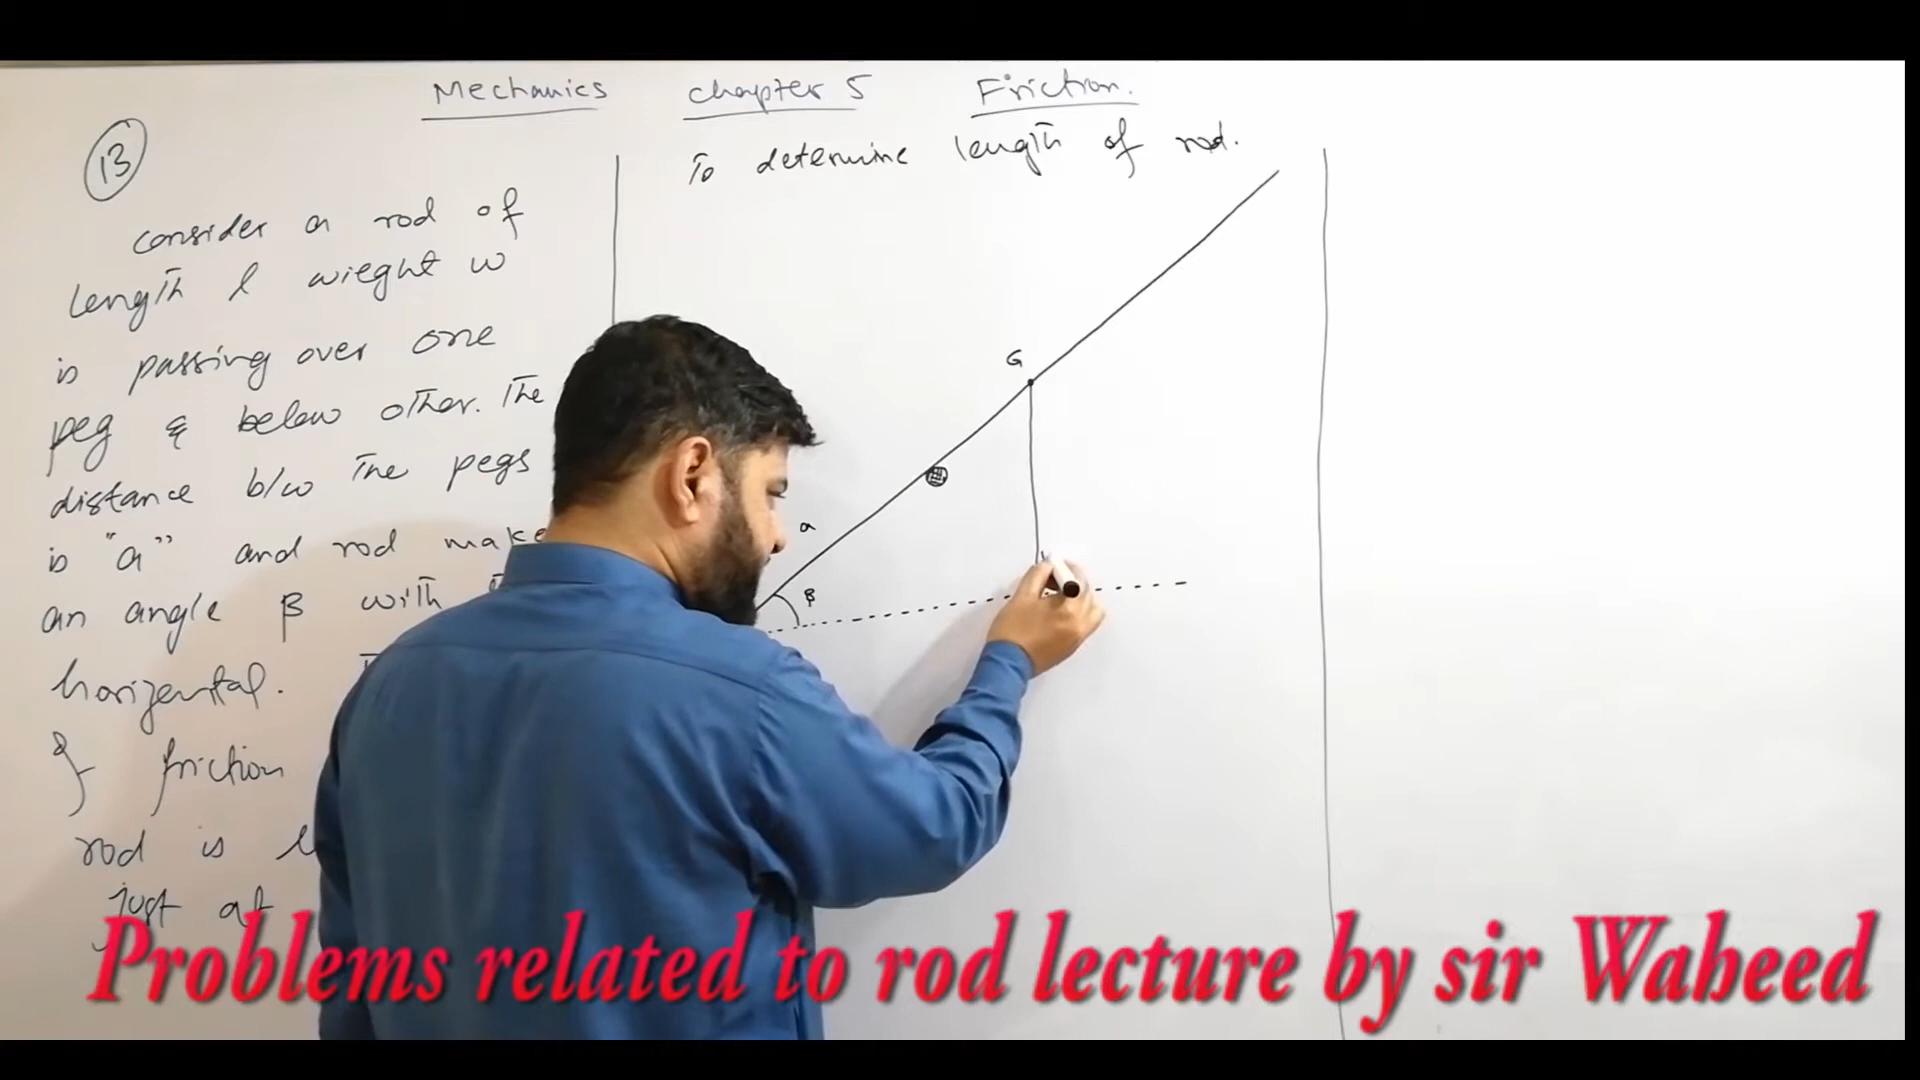 Mechanics chapter 5 Friction.
13
To determine length of rod.
consider a rod of
length l wieght w
is passing over one
peg & below other. The
distance b/w the pegs
is "a" and rod make
an angle β with
horizental.
of friction
rod is
just at
G
a
β
Problems related to rod lecture by sir Waheed